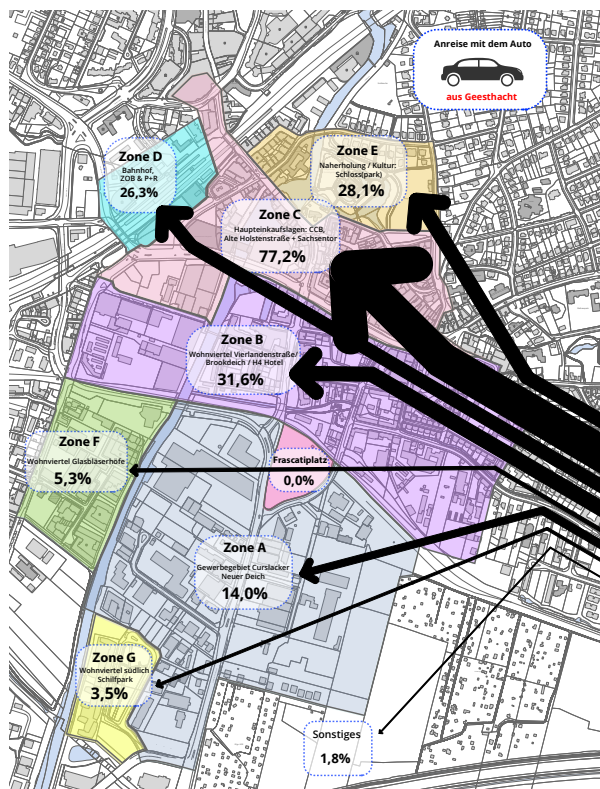 Anreise mit dem Auto
aus Geesthacht
Zone D
Bahnhof,
ZOB & P+R
26,3%
Zone E
Naherholung / Kultur:
Schloss(park)
28,1%
Zone C
Haupteinkaufslagen: CCB,
Alte Holstenstraße + Sachsentor
77,2%
Zone B
Wohnviertel Vierlandenstraße/
Brookdeich / H4 Hotel
31,6%
Zone F
Wohnviertel Glasbläserhöfe
5,3%
Frascatiplatz
0,0%
Zone A
Gewerbegebiet Curslacker
Neuer Deich
14,0%
Zone G
Wohnviertel südlich
Schilfpark
3,5%
Sonstiges
1,8%